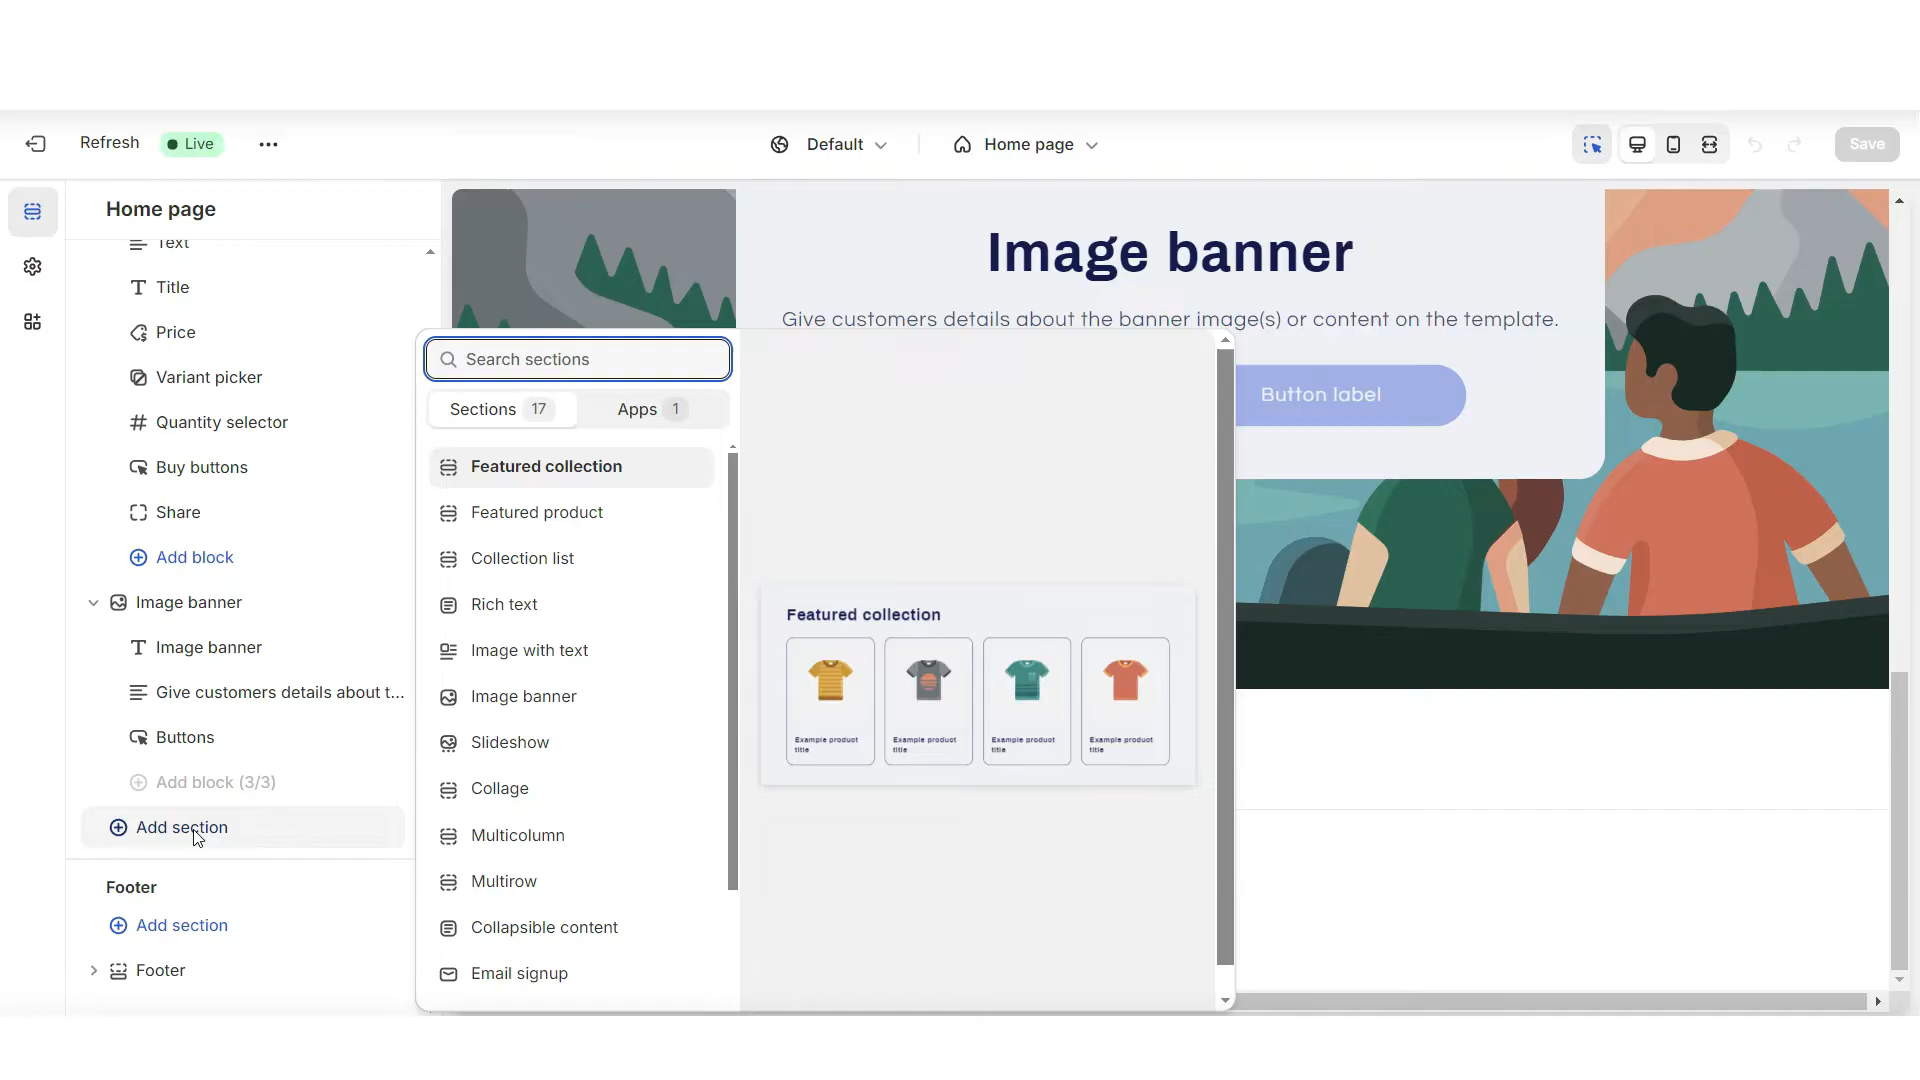 Refresh
Live
Default
Home page
Save
Home page
Text
Title
Price
Variant picker
Quantity selector
Buy buttons
Share
Add block
Image banner
Image banner
Give customers details about t...
Buttons
Add block (3/3)
Add section
Footer
Add section
Footer
Search sections
Sections 17
Apps 1
Featured collection
Featured product
Collection list
Rich text
Image with text
Image banner
Slideshow
Collage
Multicolumn
Multirow
Collapsible content
Email signup
Featured collection
Example product
title
Example product
title
Example product
title
Example product
title
Image banner
Give customers details about the banner image(s) or content on the template.
Button label